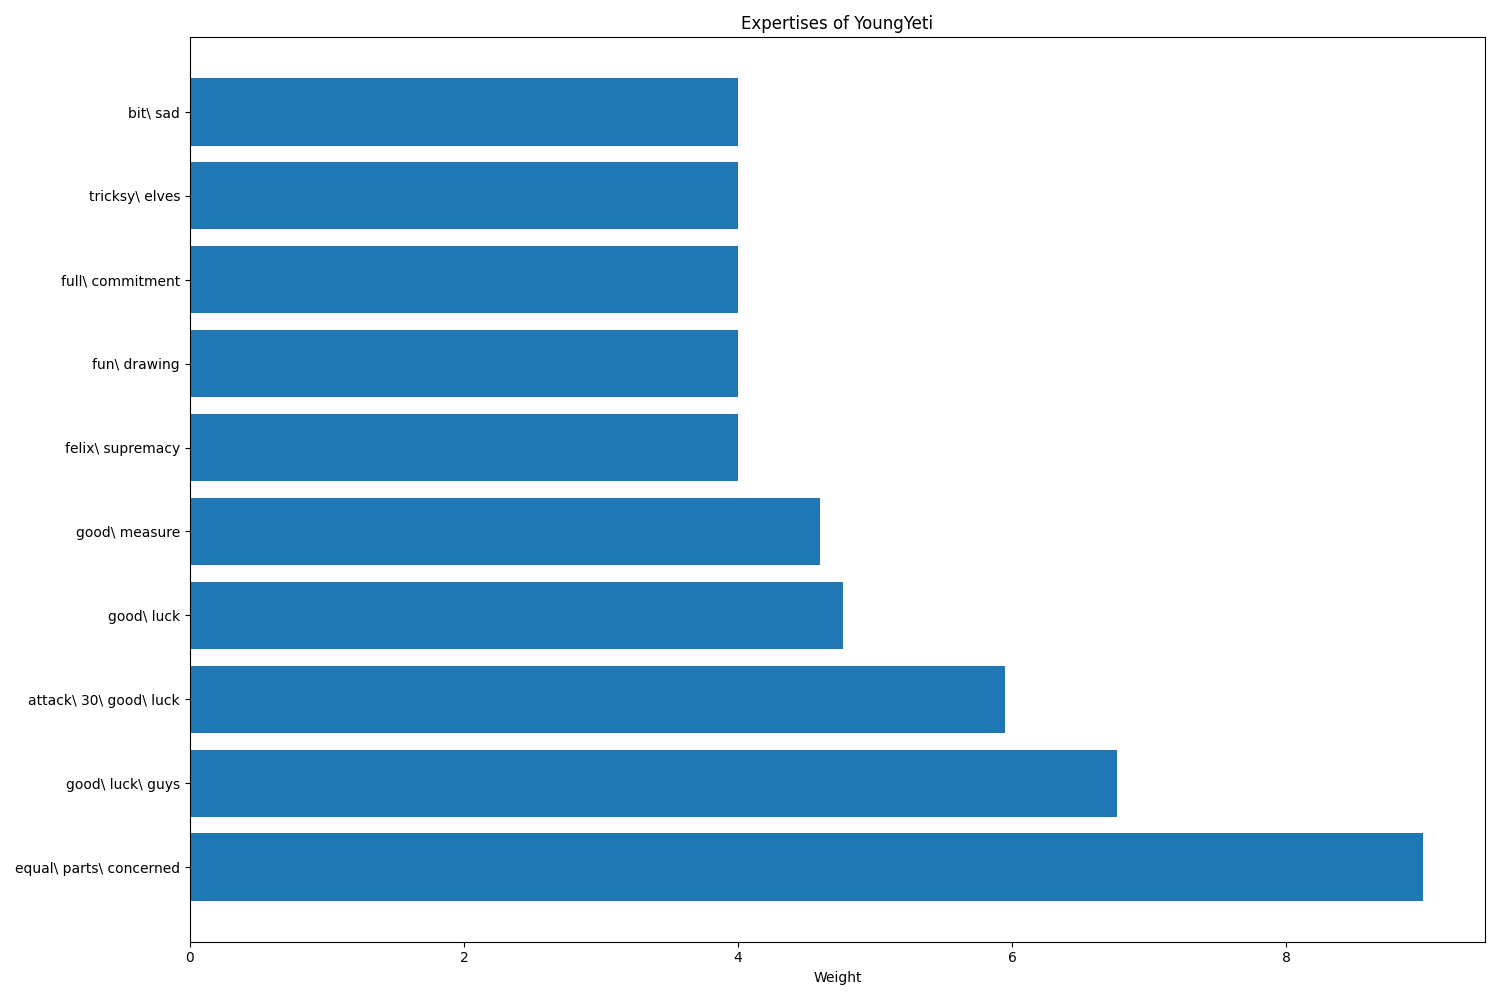 Expertises of YoungYeti
bit\ sad
tricksy\ elves
full\ commitment
fun\ drawing
felix\ supremacy
good\ measure
good\ luck
attack\ 30\ good\ luck
good\ luck\ guys
equal\ parts\ concerned
0 2 4 6 8
Weight